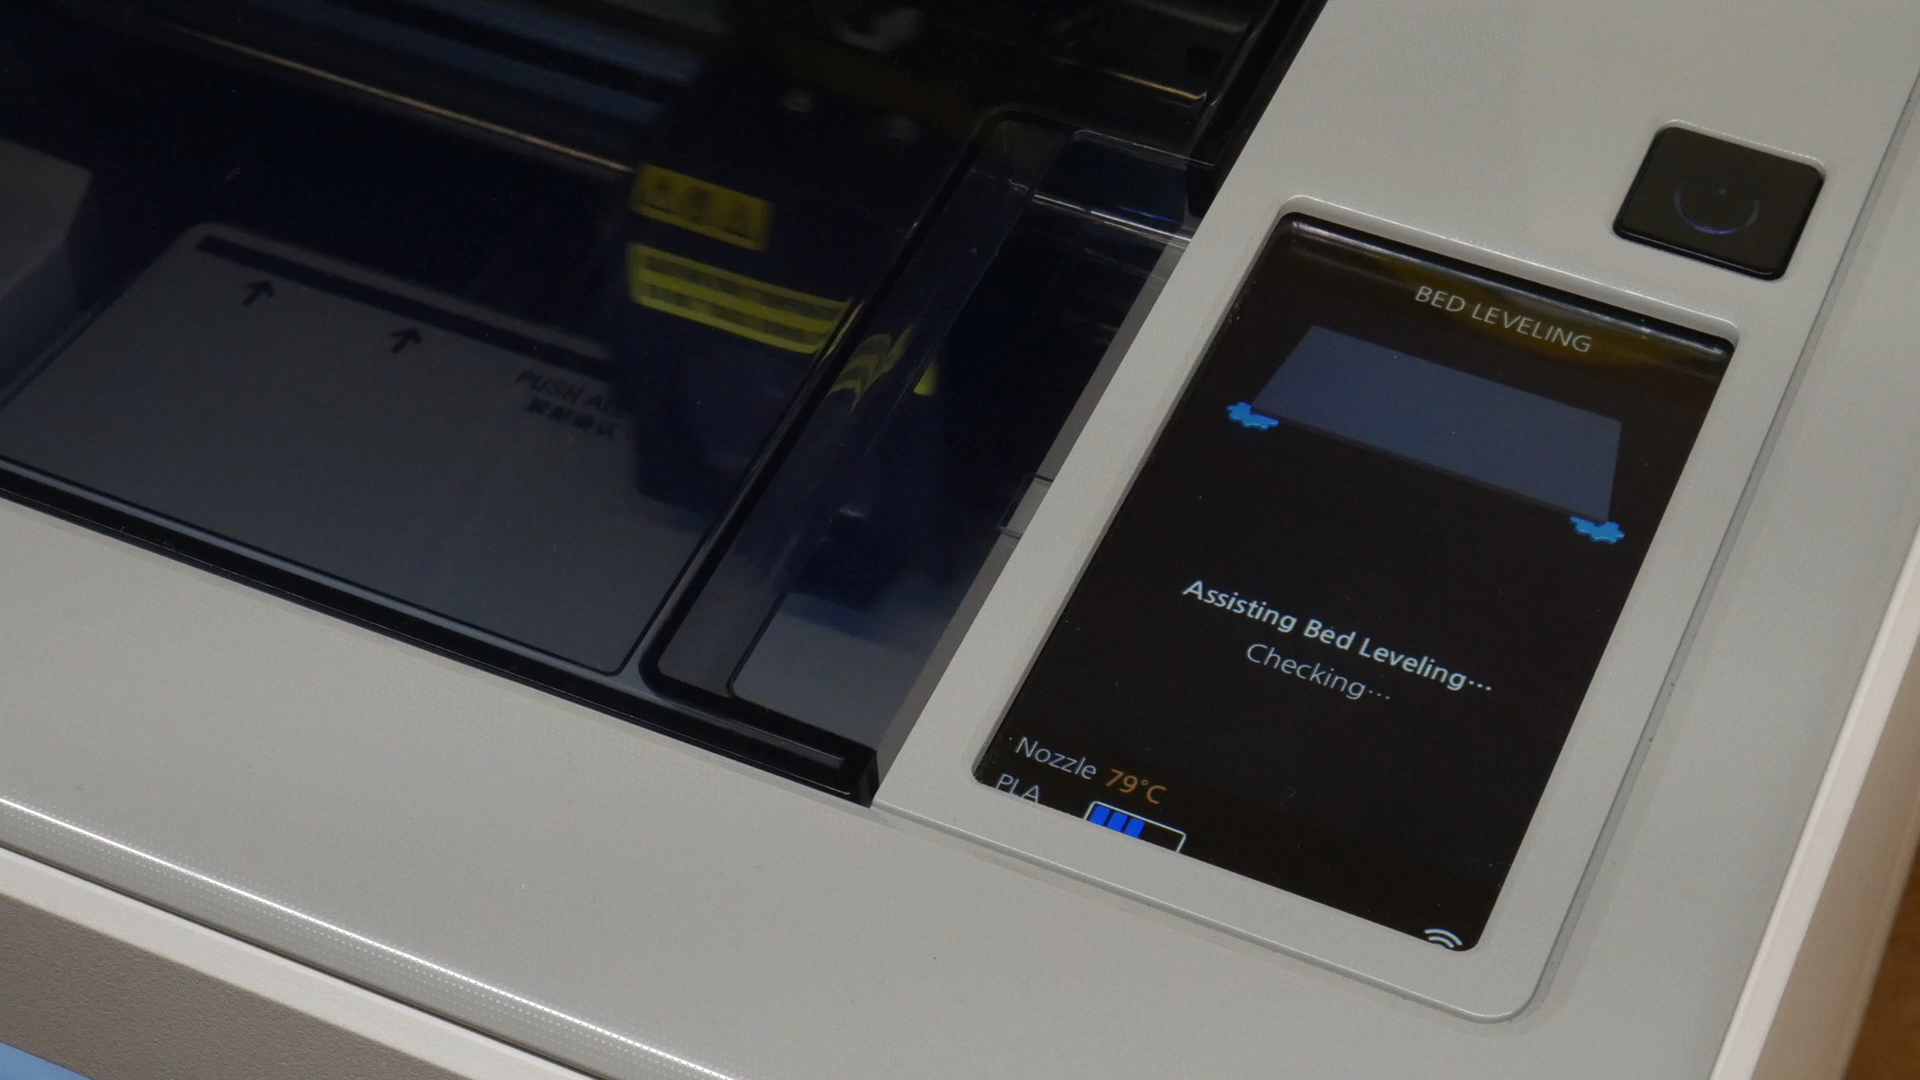 PUSH
BED LEVELING
Assisting Bed Leveling...
Checking...
Nozzle 79°C
PLA